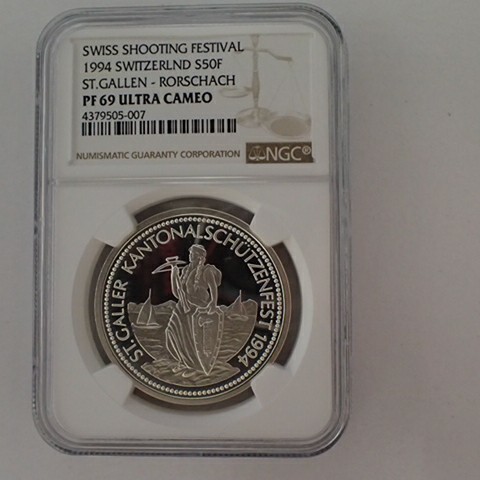 SWISS SHOOTING FESTIVAL
1994 SWITZERLND S50F
ST.GALLEN - RORSCHACH
PF 69 ULTRA CAMEO
4379505-007
NUMISMATIC GUARANTY CORPORATION NGC®
ST.GALLER KANTONALSCHÜTZENFEST 1994